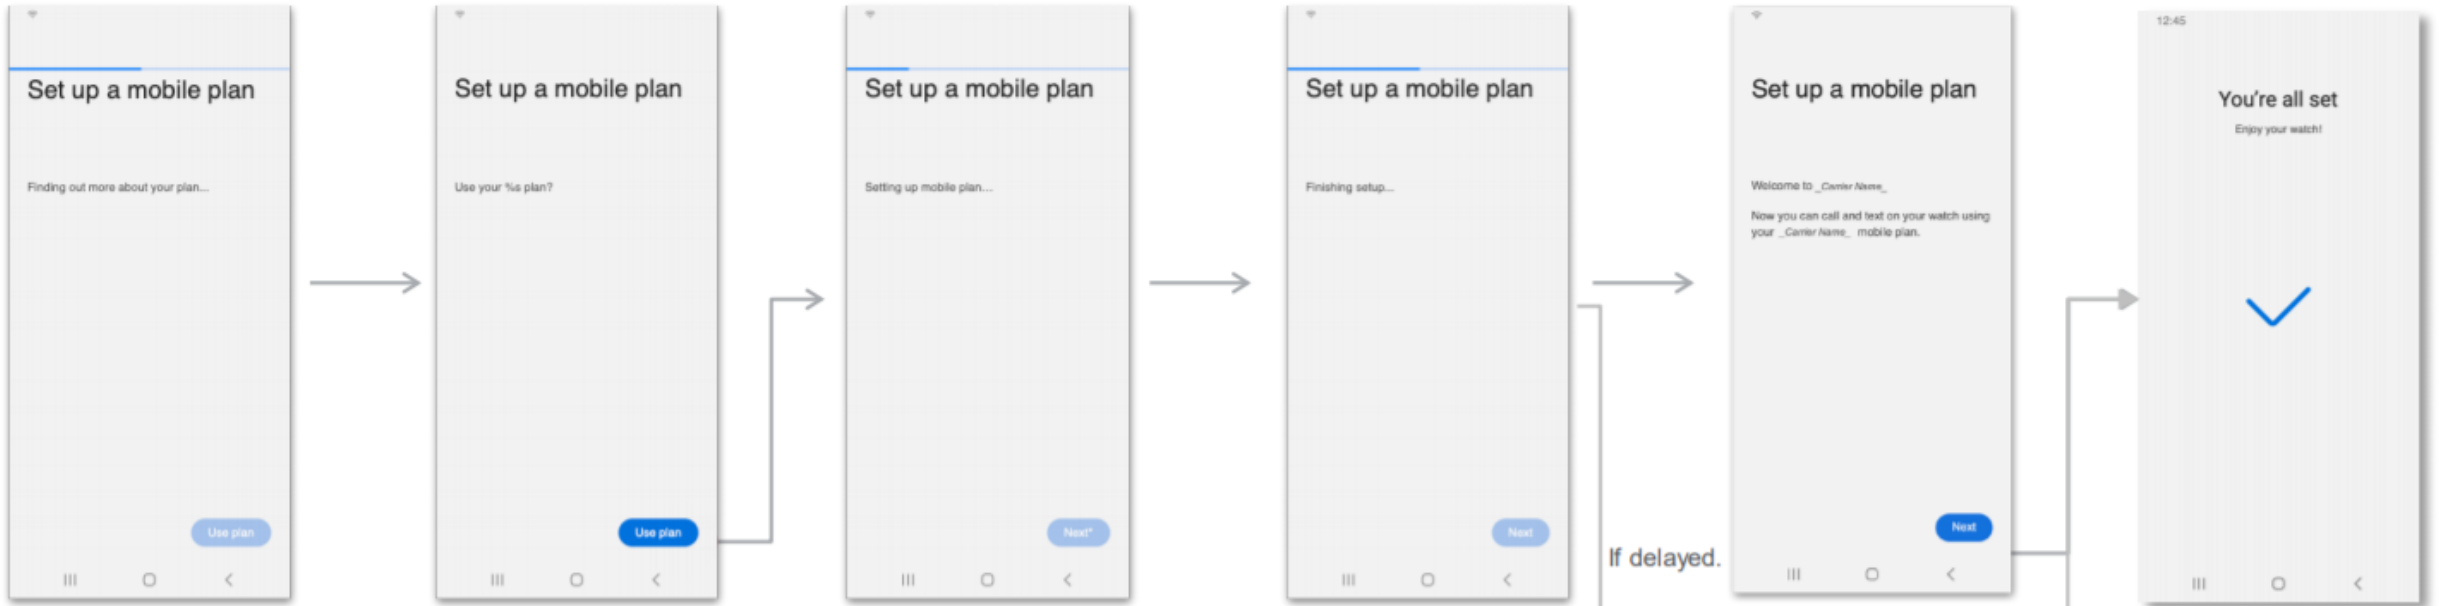 Set up a mobile plan
Finding out more about your plan...
Use plan
Set up a mobile plan
Use your %s plan?
Use plan
Set up a mobile plan
Setting up mobile plan...
Next*
Set up a mobile plan
Finishing setup...
Next
If delayed.
Set up a mobile plan
Welcome to _Carrier Name_
Now you can call and text on your watch using
your _Carrier Name_ mobile plan.
Next
12:45
You're all set
Enjoy your watch!